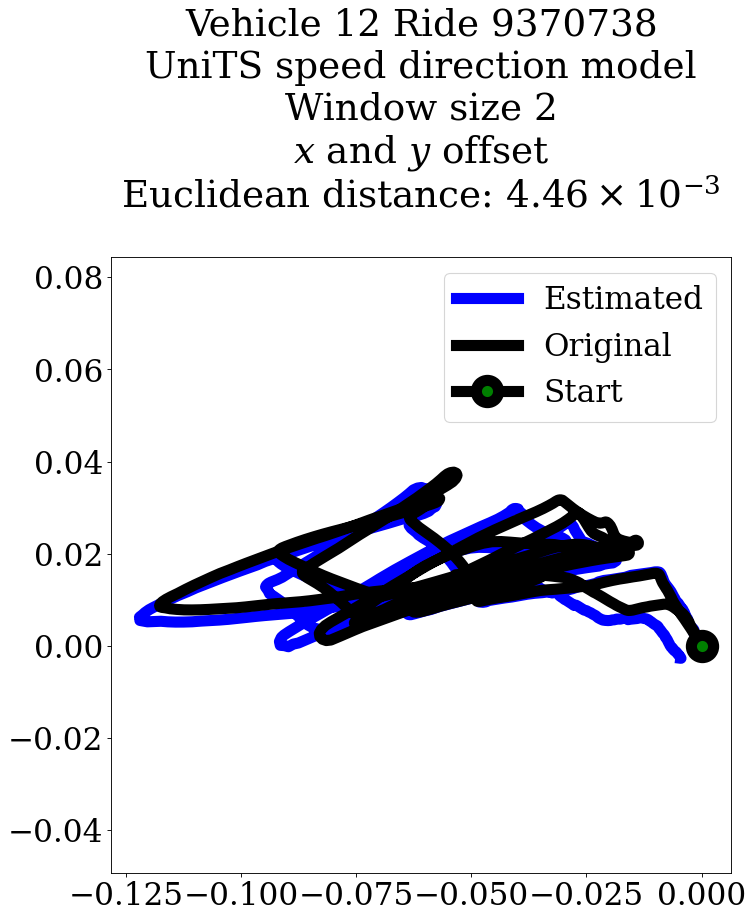 Vehicle 12 Ride 9370738
UniTS speed direction model
Window size 2
x and y offset
Euclidean distance: 4.46 × 10⁻³
Estimated
Original
Start
0.08
0.06
0.04
0.02
0.00
−0.02
−0.04
−0.125 −0.100 −0.075 −0.050 −0.025 0.000